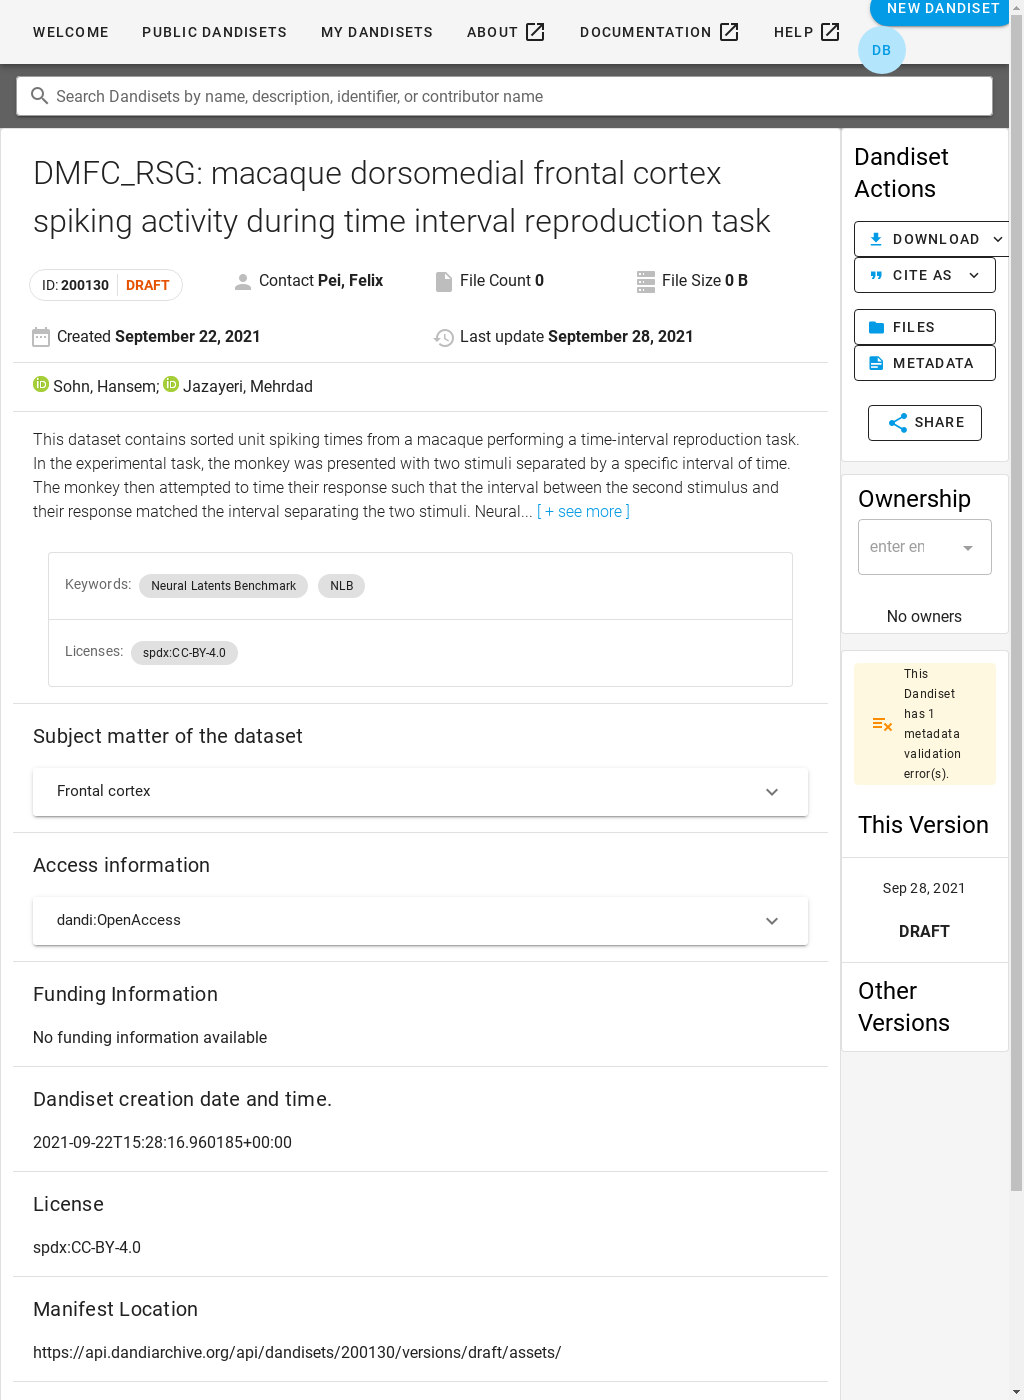 WELCOME PUBLIC DANDISETS MY DANDISETS ABOUT DOCUMENTATION HELP NEW DANDISET
DB
Search Dandisets by name, description, identifier, or contributor name
DMFC_RSG: macaque dorsomedial frontal cortex
spiking activity during time interval reproduction task
ID: 200130 DRAFT Contact Pei, Felix File Count 0 File Size 0 B
Created September 22, 2021 Last update September 28, 2021
iD Sohn, Hansem; iD Jazayeri, Mehrdad
This dataset contains sorted unit spiking times from a macaque performing a time-interval reproduction task.
In the experimental task, the monkey was presented with two stimuli separated by a specific interval of time.
The monkey then attempted to time their response such that the interval between the second stimulus and
their response matched the interval separating the two stimuli. Neural... [ + see more ]
Keywords: Neural Latents Benchmark NLB
Licenses: spdx:CC-BY-4.0
Subject matter of the dataset
Frontal cortex
Access information
dandi:OpenAccess
Funding Information
No funding information available
Dandiset creation date and time.
2021-09-22T15:28:16.960185+00:00
License
spdx:CC-BY-4.0
Manifest Location
https://api.dandiarchive.org/api/dandisets/200130/versions/draft/assets/
Dandiset
Actions
DOWNLOAD
CITE AS
FILES
METADATA
SHARE
Ownership
enter en
No owners
This
Dandiset
has 1
metadata
validation
error(s).
This Version
Sep 28, 2021
DRAFT
Other
Versions